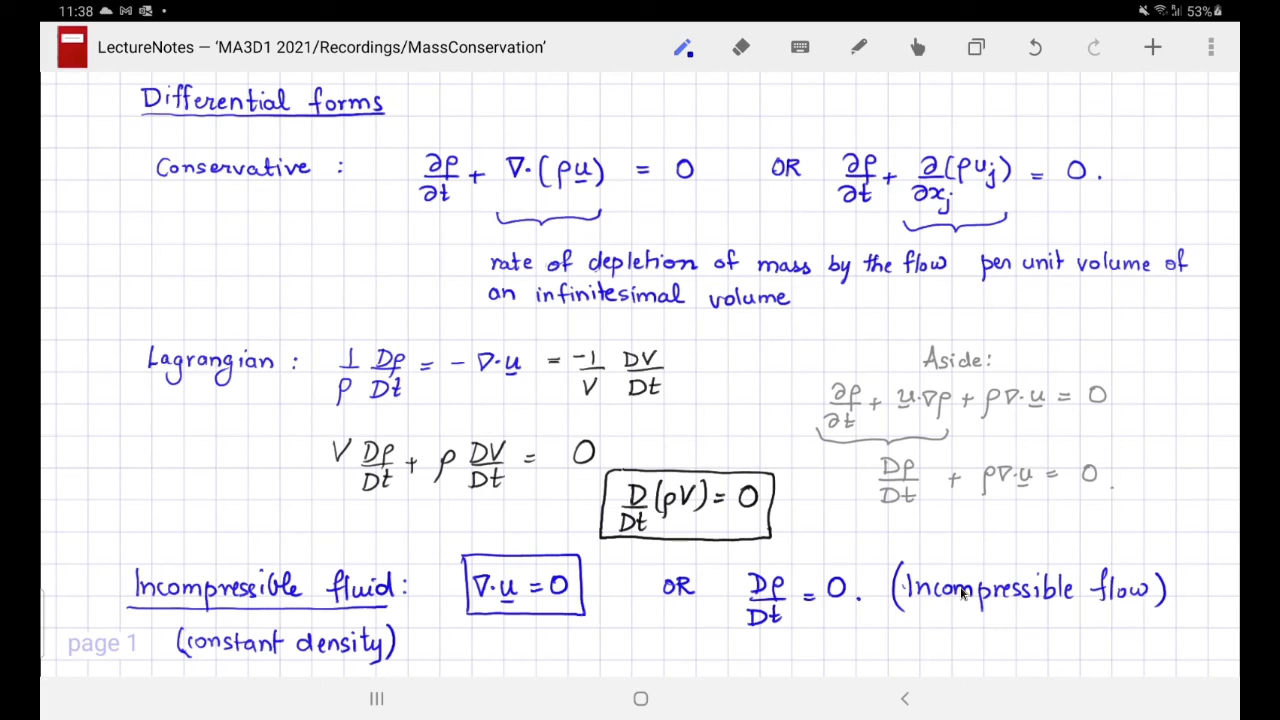 11:38 53%
LectureNotes — ‘MA3D1 2021/Recordings/MassConservation’
Differential forms
Conservative : ∂ρ/∂t + ∇·(ρu) = 0 OR ∂ρ/∂t + ∂/∂xj (ρuj) = 0.
rate of depletion of mass by the flow per unit volume of
an infinitesimal volume
Lagrangian : 1/ρ Dρ/Dt = - ∇·u = -1/V DV/Dt
Aside:
∂ρ/∂t + u·∇ρ + ρ∇·u = 0
V Dρ/Dt + ρ DV/Dt = 0
Dρ/Dt + ρ∇·u = 0.
D/Dt (ρV) = 0
Incompressible fluid: ∇·u = 0 OR Dρ/Dt = 0. (Incompressible flow)
page 1 (constant density)